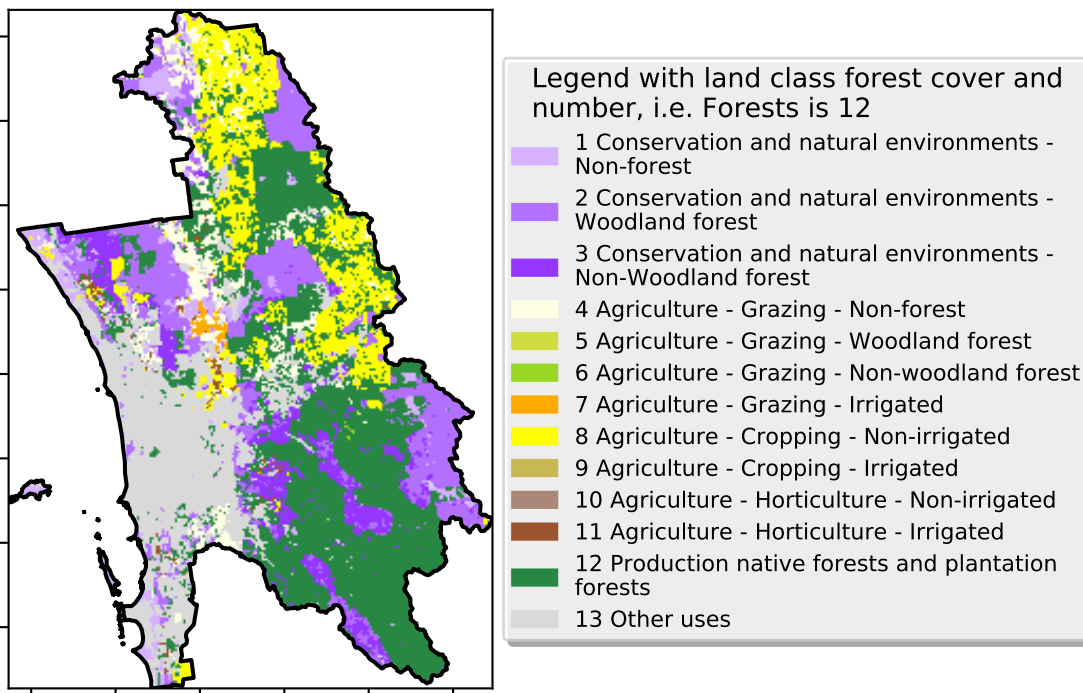 Legend with land class forest cover and
number, i.e. Forests is 12
1 Conservation and natural environments -
Non-forest
2 Conservation and natural environments -
Woodland forest
3 Conservation and natural environments -
Non-Woodland forest
4 Agriculture - Grazing - Non-forest
5 Agriculture - Grazing - Woodland forest
6 Agriculture - Grazing - Non-woodland forest
7 Agriculture - Grazing - Irrigated
8 Agriculture - Cropping - Non-irrigated
9 Agriculture - Cropping - Irrigated
10 Agriculture - Horticulture - Non-irrigated
11 Agriculture - Horticulture - Irrigated
12 Production native forests and plantation
forests
13 Other uses